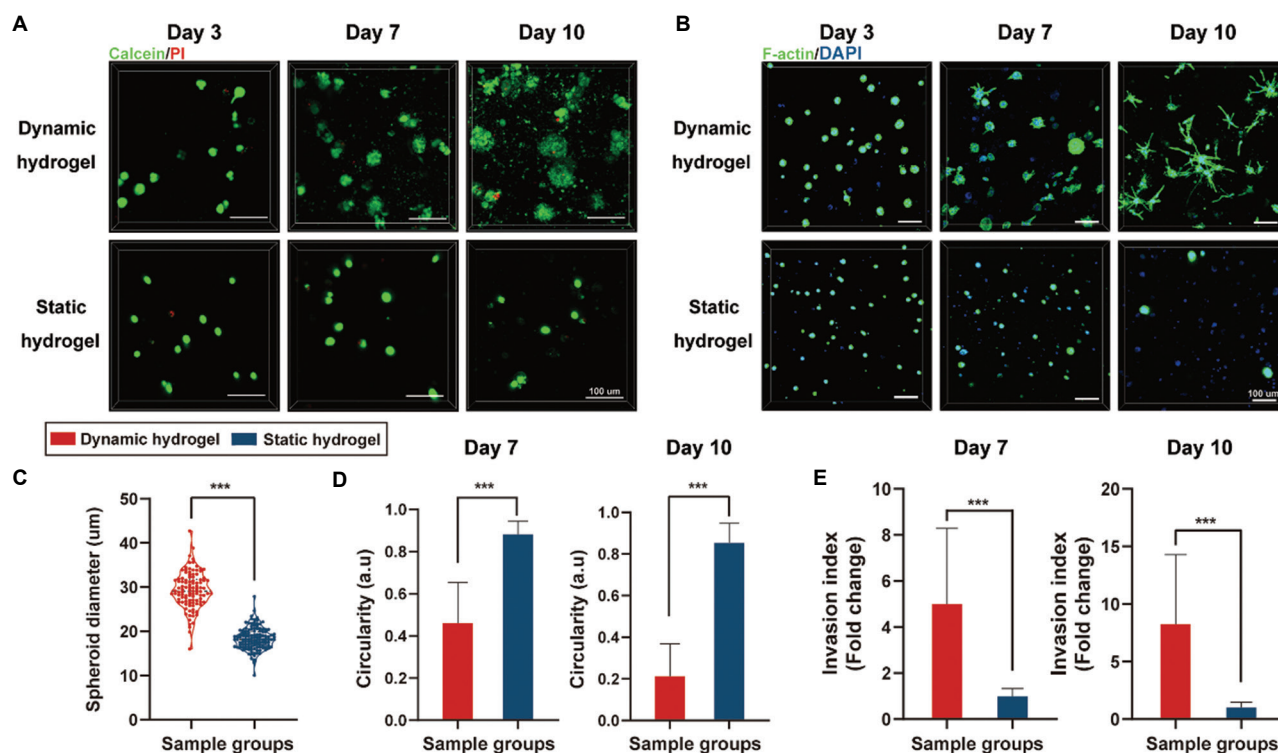 A
Day 3
Day 7
Day 10
Calcein/PI
Dynamic
hydrogel
Static
hydrogel
100 um
B
Day 3
Day 7
Day 10
F-actin/DAPI
Dynamic
hydrogel
Static
hydrogel
100 um
Dynamic hydrogel
Static hydrogel
C
Spheroid diameter (um)
50
40
30
20
10
0
***
Sample groups
D
Day 7
Circularity (a.u)
1.0
0.8
0.6
0.4
0.2
0.0
***
Sample groups
Day 10
Circularity (a.u)
1.0
0.8
0.6
0.4
0.2
0.0
***
Sample groups
E
Day 7
Invasion index
(Fold change)
10
8
6
4
2
0
***
Sample groups
Day 10
Invasion index
(Fold change)
20
15
10
5
0
***
Sample groups